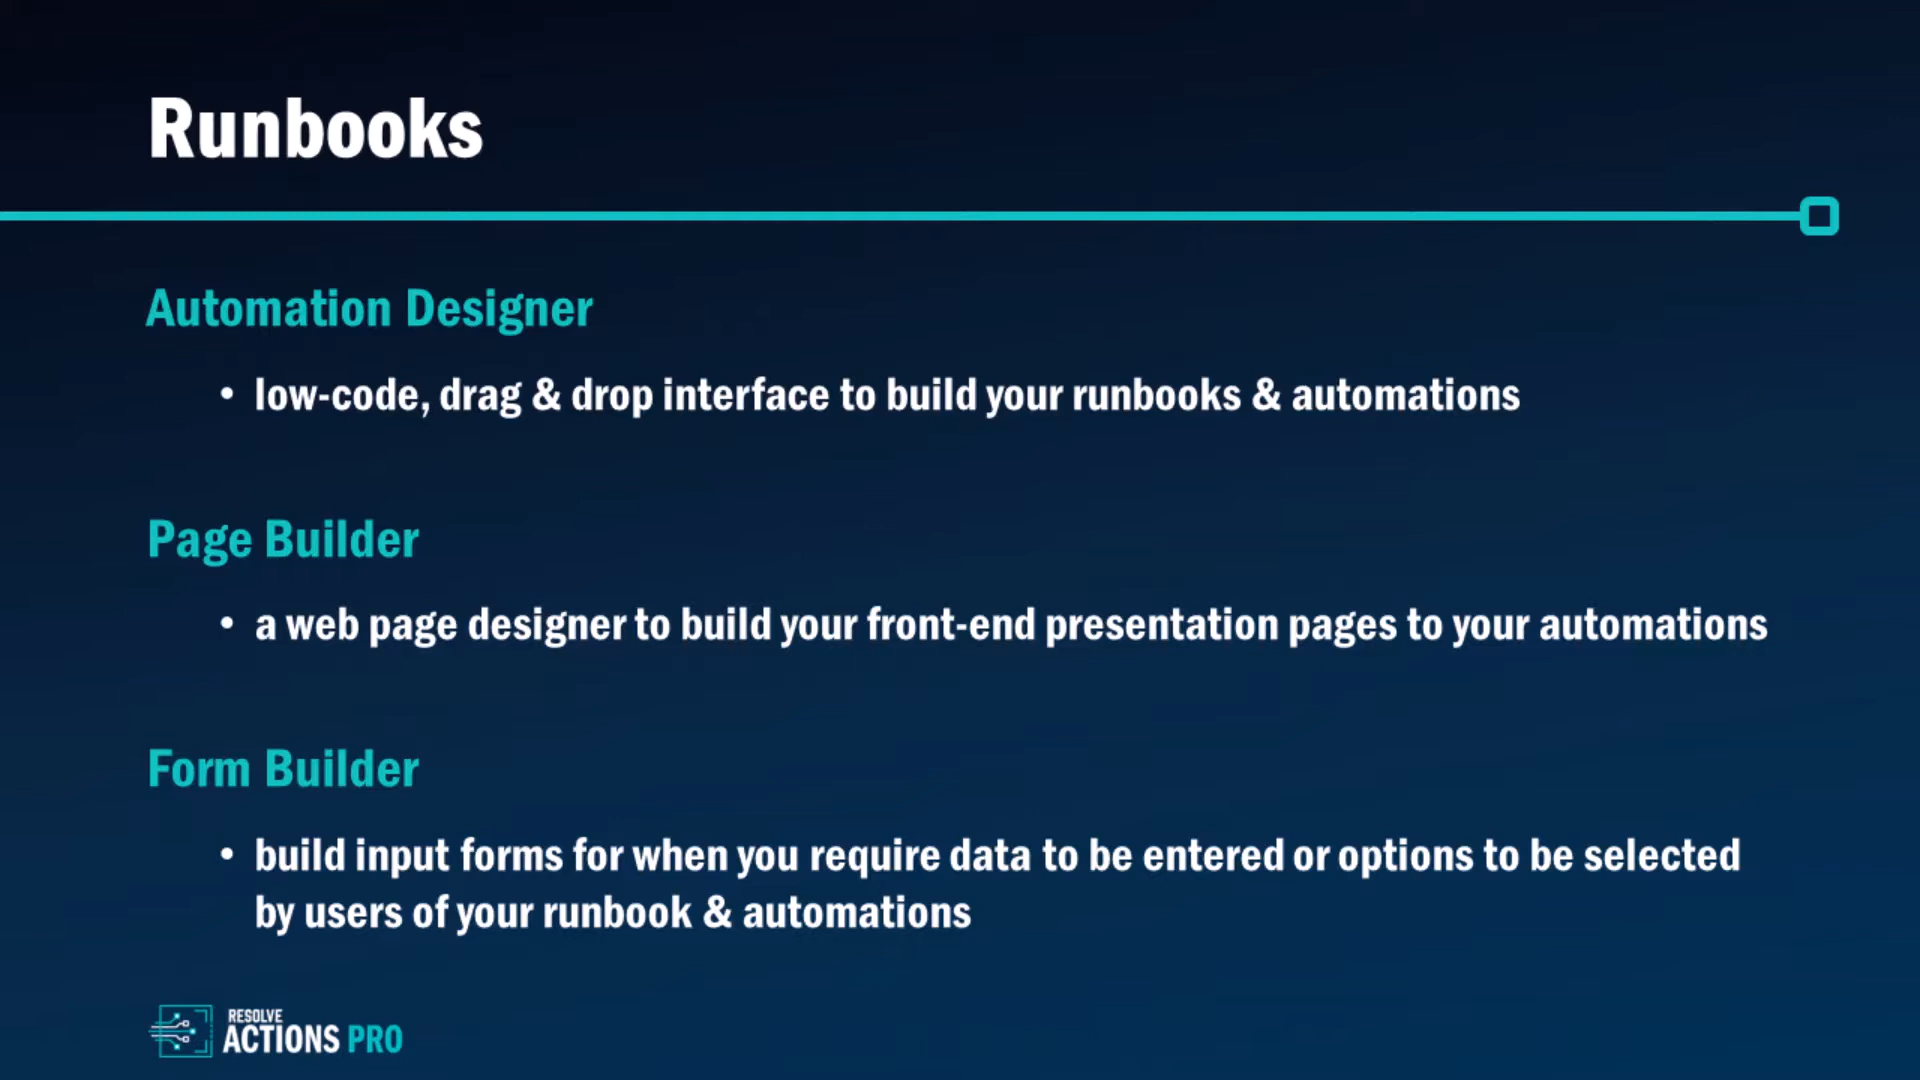 Runbooks
Automation Designer
• low-code, drag & drop interface to build your runbooks & automations
Page Builder
• a web page designer to build your front-end presentation pages to your automations
Form Builder
• build input forms for when you require data to be entered or options to be selected
by users of your runbook & automations
RESOLVE
ACTIONS PRO